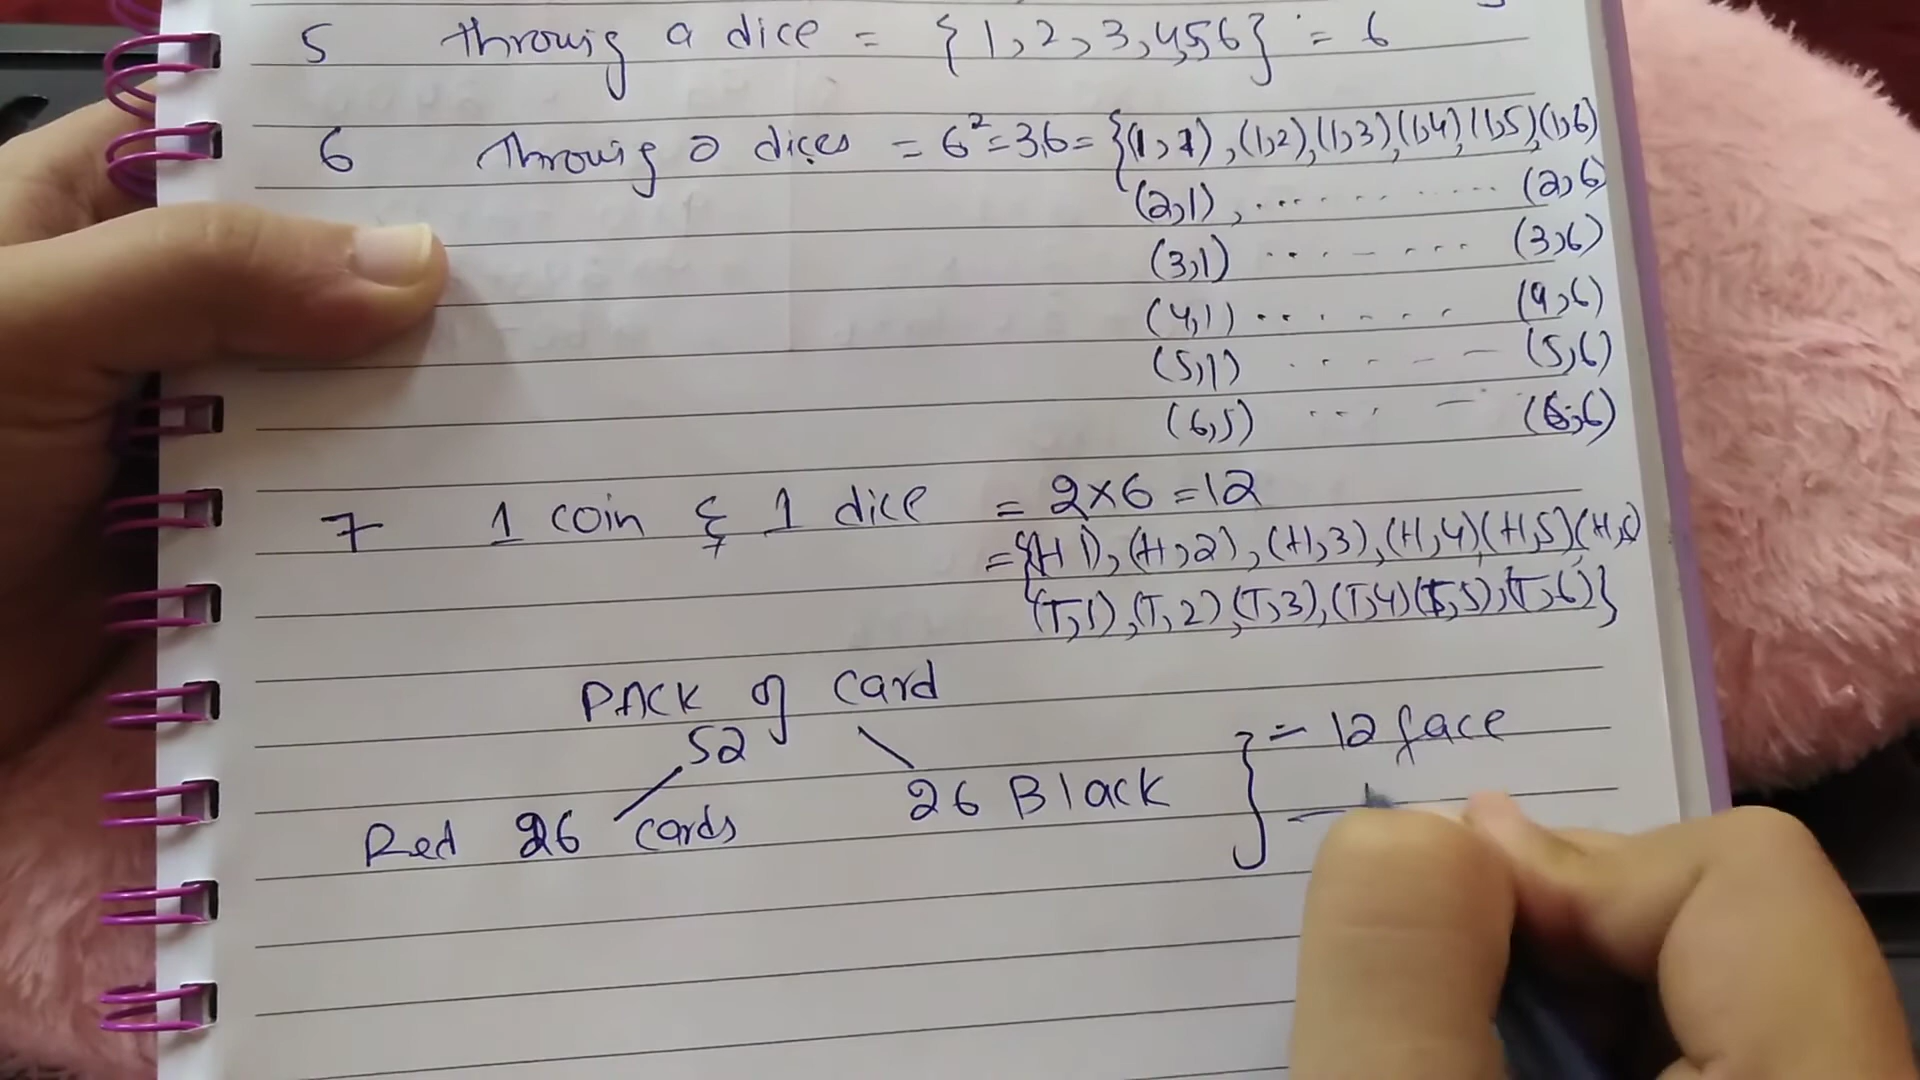 5 throwig a dice = {1,2,3,4,5,6} = 6
6 throwig 2 dices = 6²=36= {(1,1),(1,2),(1,3),(1,4),(1,5),(1,6)
(2,1), ......... (2,6)
(3,1) ....... (3,6)
(4,1) ....... (4,6)
(5,1) ..... (5,6)
(6,5) .... (6,6)
7 1 coin & 1 dice = 2×6 =12
={(H 1),(H,2),(H,3),(H,4)(H,5)(H,6)
(T,1),(T,2)(T,3),(T,4)(T,5),(T,6)}
PACK of card
52
Red 26 cards 26 Black } = 12 face